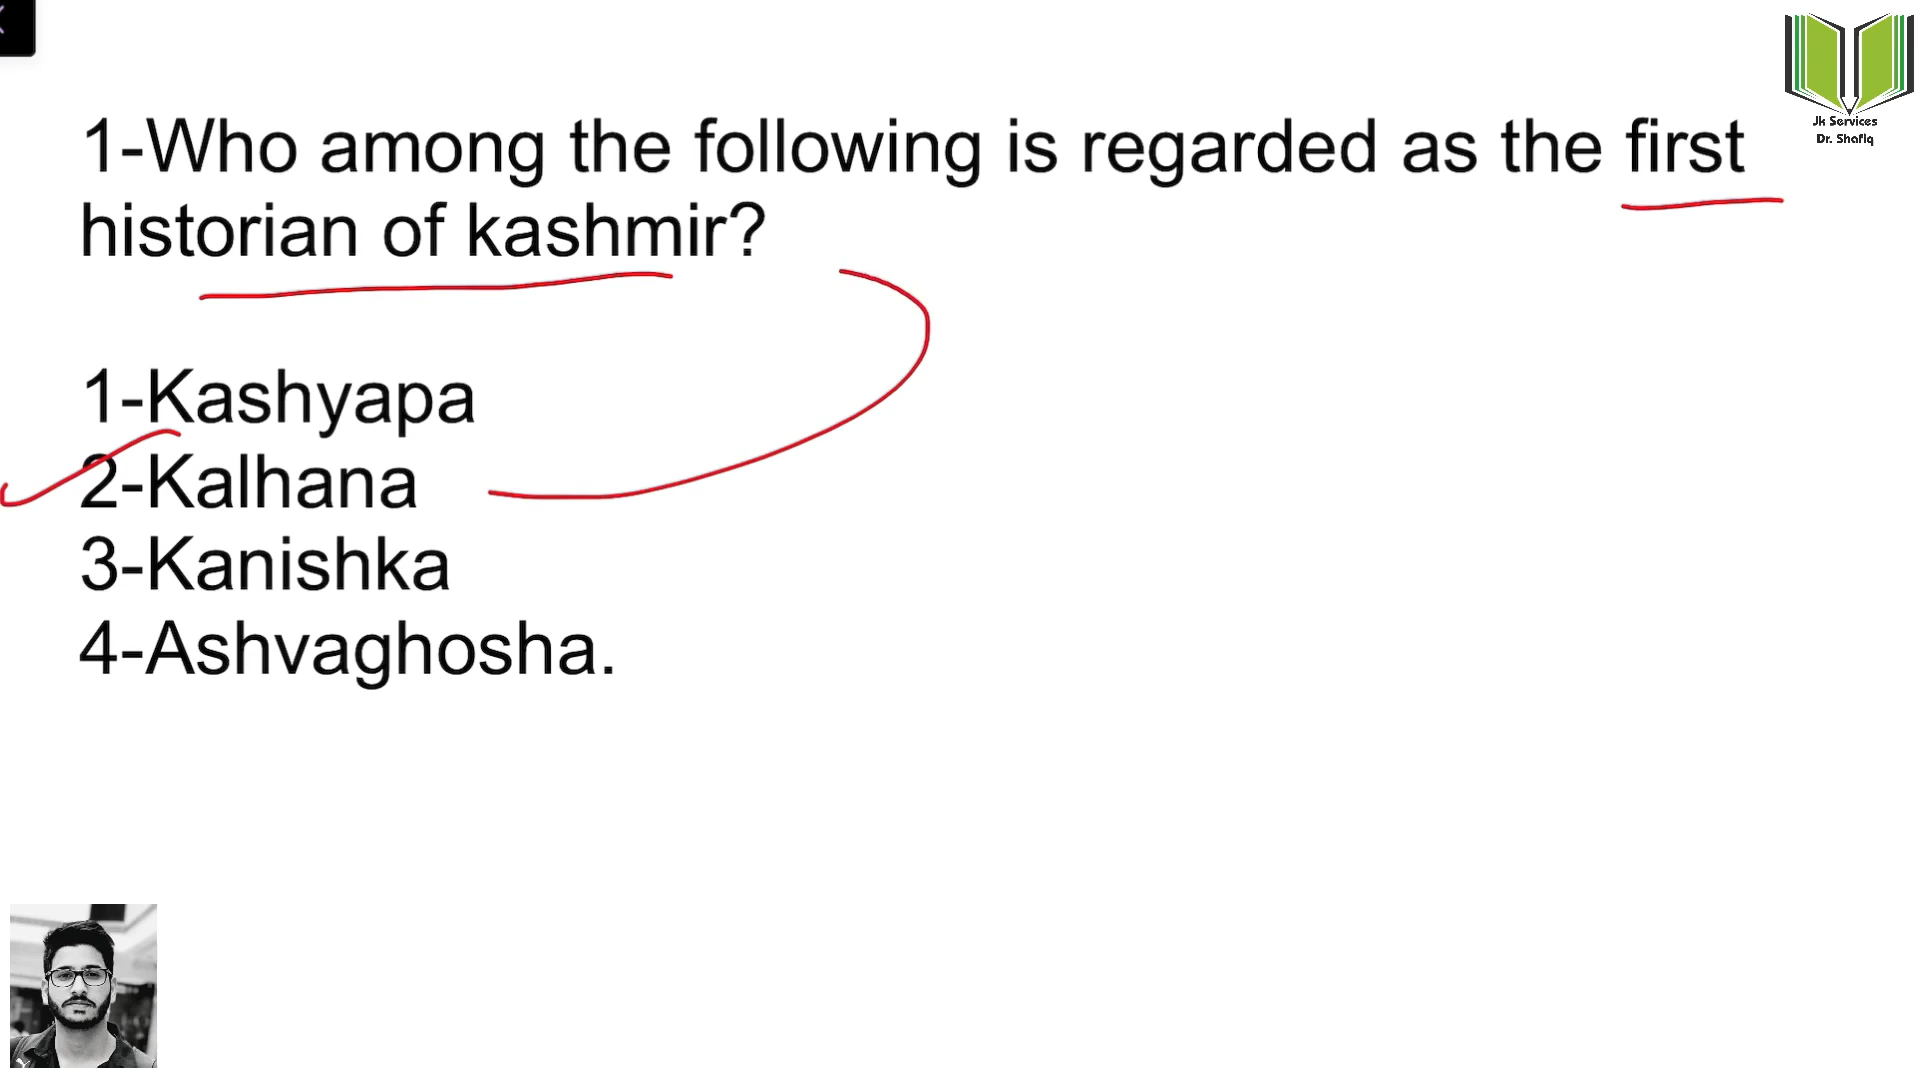 1-Who among the following is regarded as the first
historian of kashmir?
1-Kashyapa
2-Kalhana
3-Kanishka
4-Ashvaghosha.
Jk Services
Dr. Shafiq